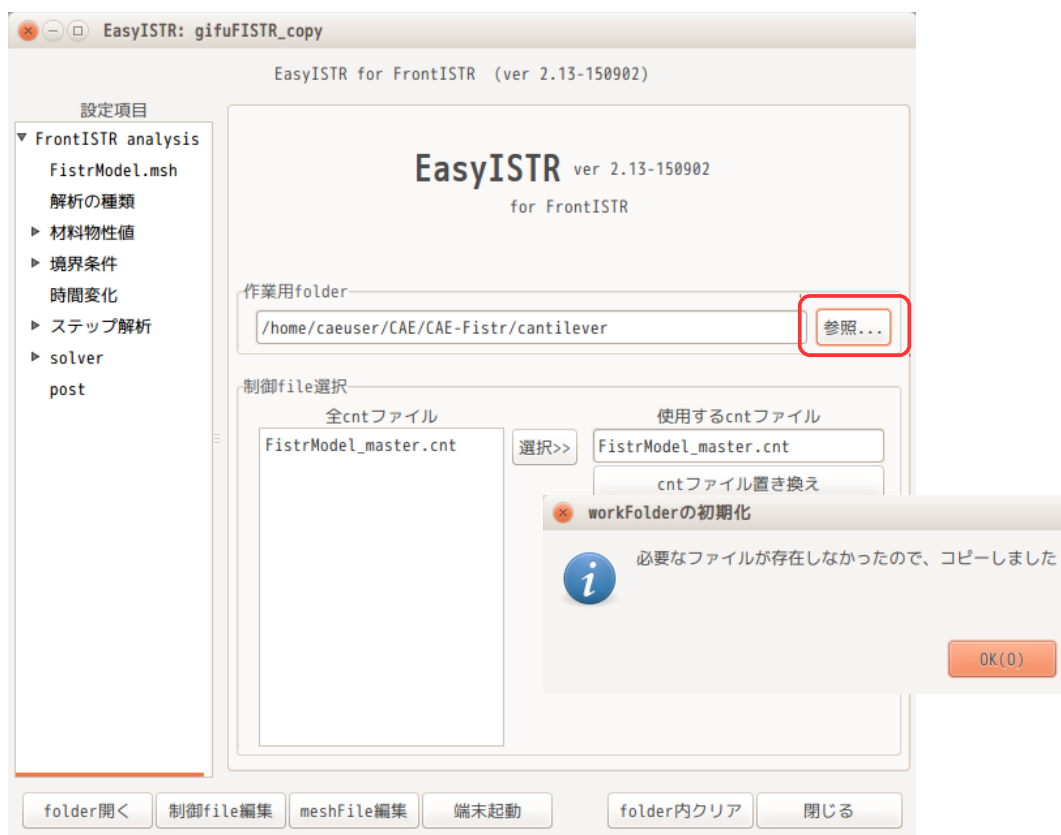 EasyISTR: gifuFISTR_copy
EasyISTR for FrontISTR (ver 2.13-150902)
設定項目
FrontISTR analysis
FistrModel.msh
解析の種類
材料物性値
境界条件
時間変化
ステップ解析
solver
post
EasyISTR ver 2.13-150902
for FrontISTR
作業用folder
/home/caeuser/CAE/CAE-Fistr/cantilever
参照...
制御file選択
全cntファイル
FistrModel_master.cnt
選択>>
使用するcntファイル
FistrModel_master.cnt
cntファイル置き換え
workFolderの初期化
必要なファイルが存在しなかったので、コピーしました
OK(O)
folder開く 制御file編集 meshFile編集 端末起動 folder内クリア 閉じる